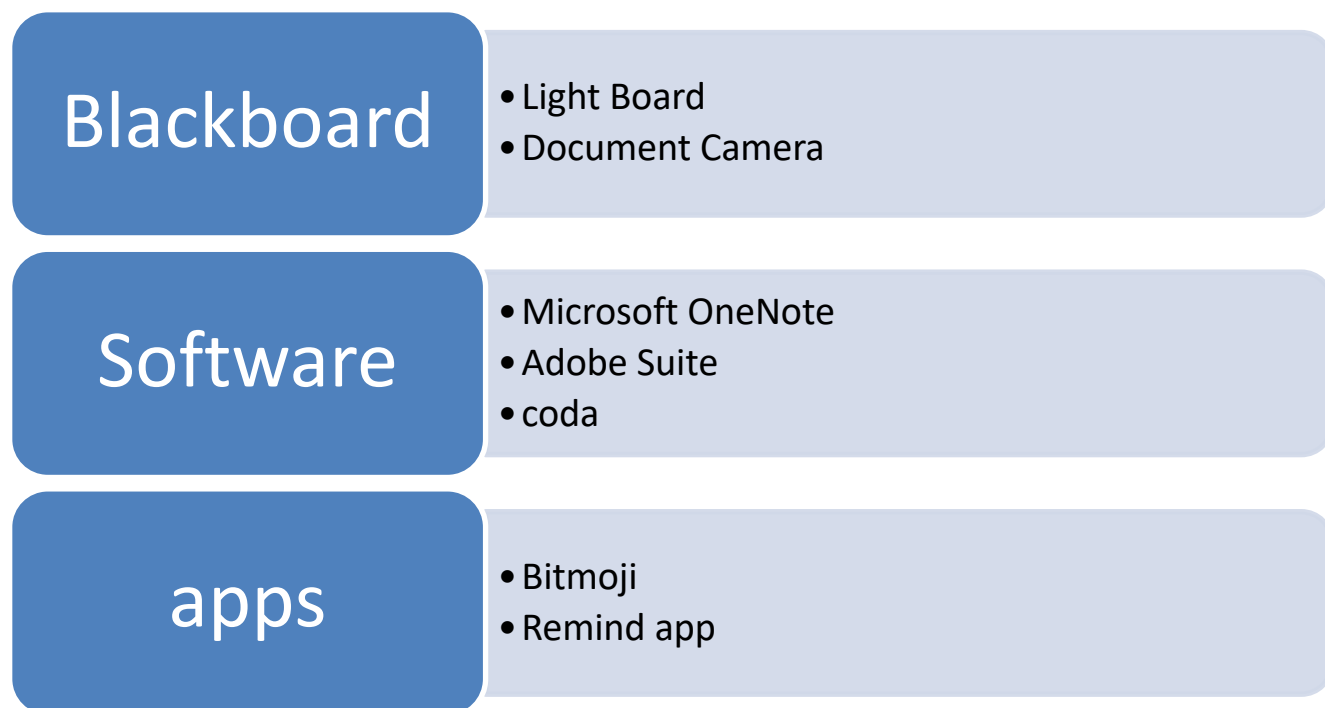 Blackboard
• Light Board
• Document Camera
Software
• Microsoft OneNote
• Adobe Suite
• coda
apps
• Bitmoji
• Remind app